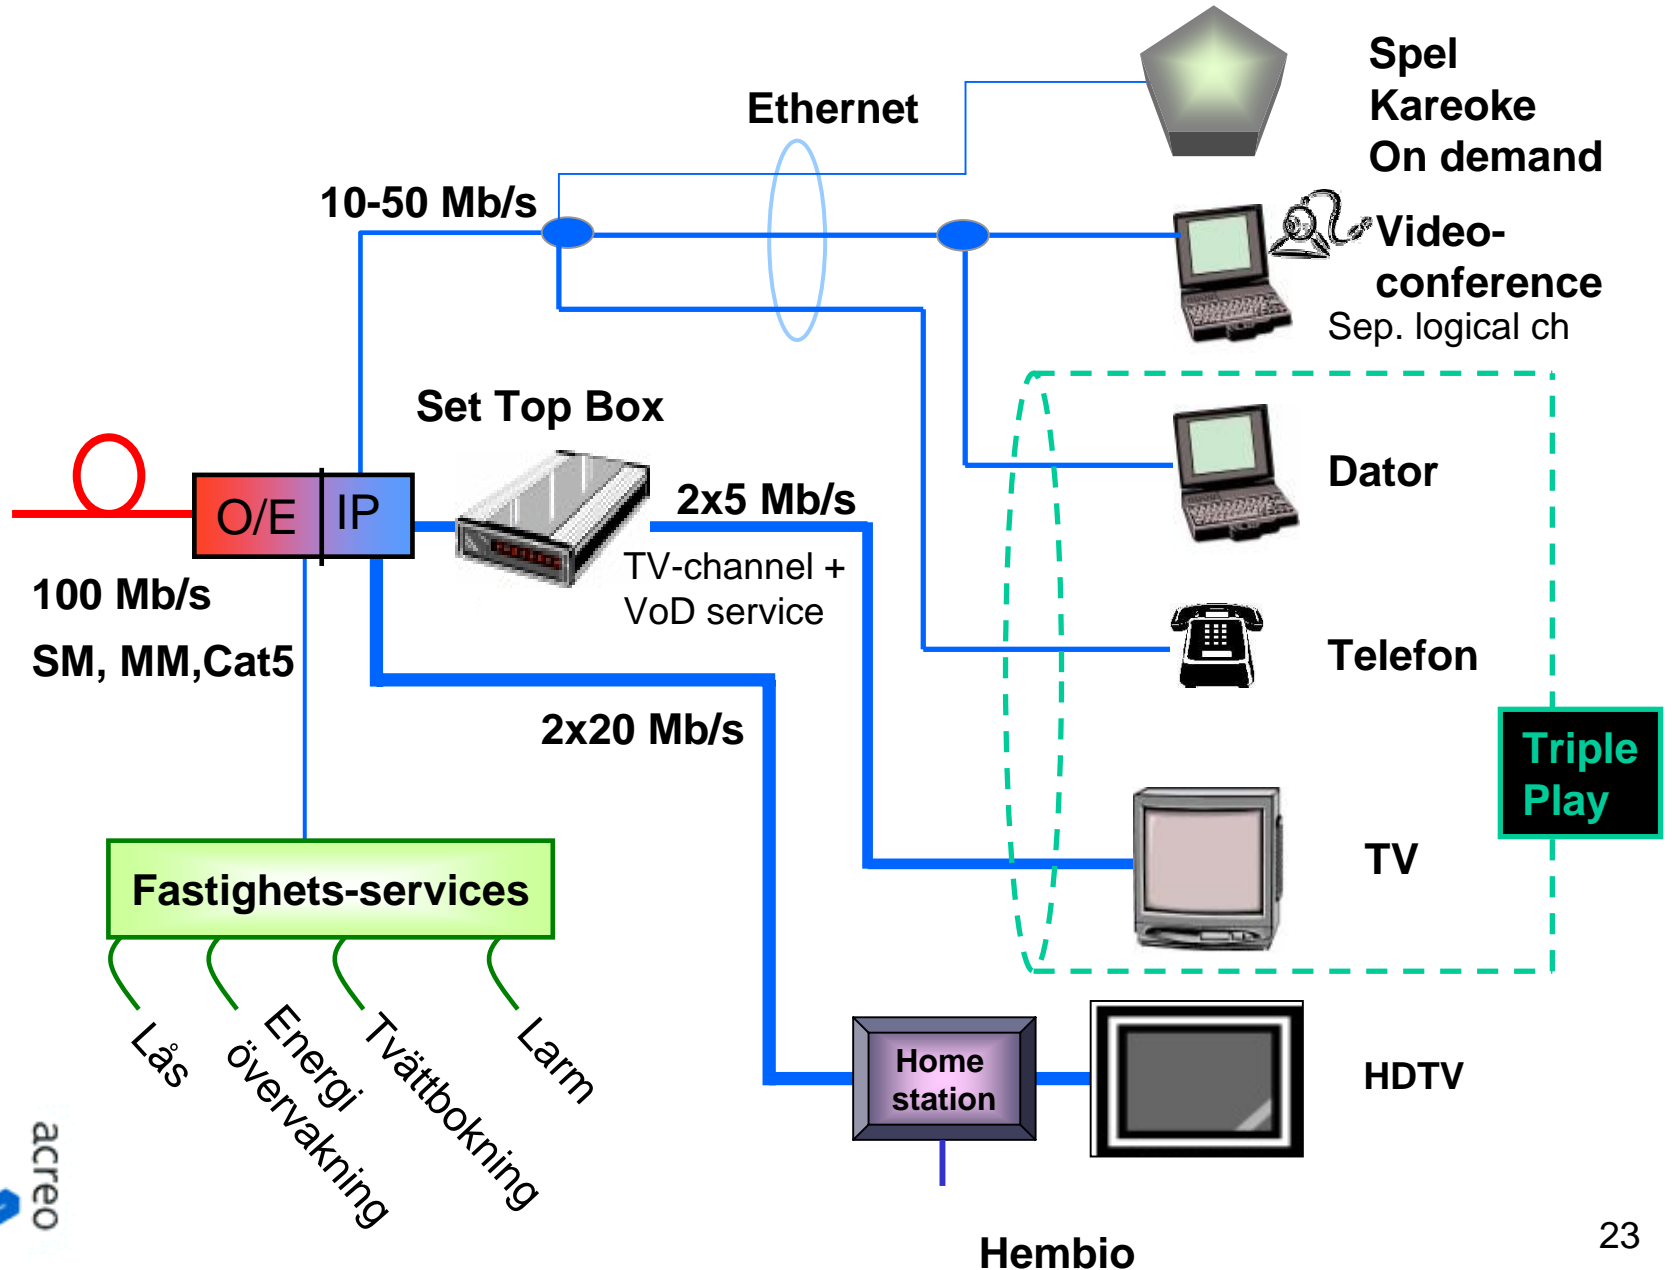 Spel
Kareoke
On demand
Ethernet
10-50 Mb/s
Video-
conference
Sep. logical ch
Set Top Box
Dator
O/E
IP
2x5 Mb/s
TV-channel +
VoD service
100 Mb/s
SM, MM,Cat5
Telefon
2x20 Mb/s
Triple
Play
TV
Fastighets-services
Lås
Energi
övervakning
Tvättbokning
Larm
Home
station
HDTV
acreo
Hembio
23